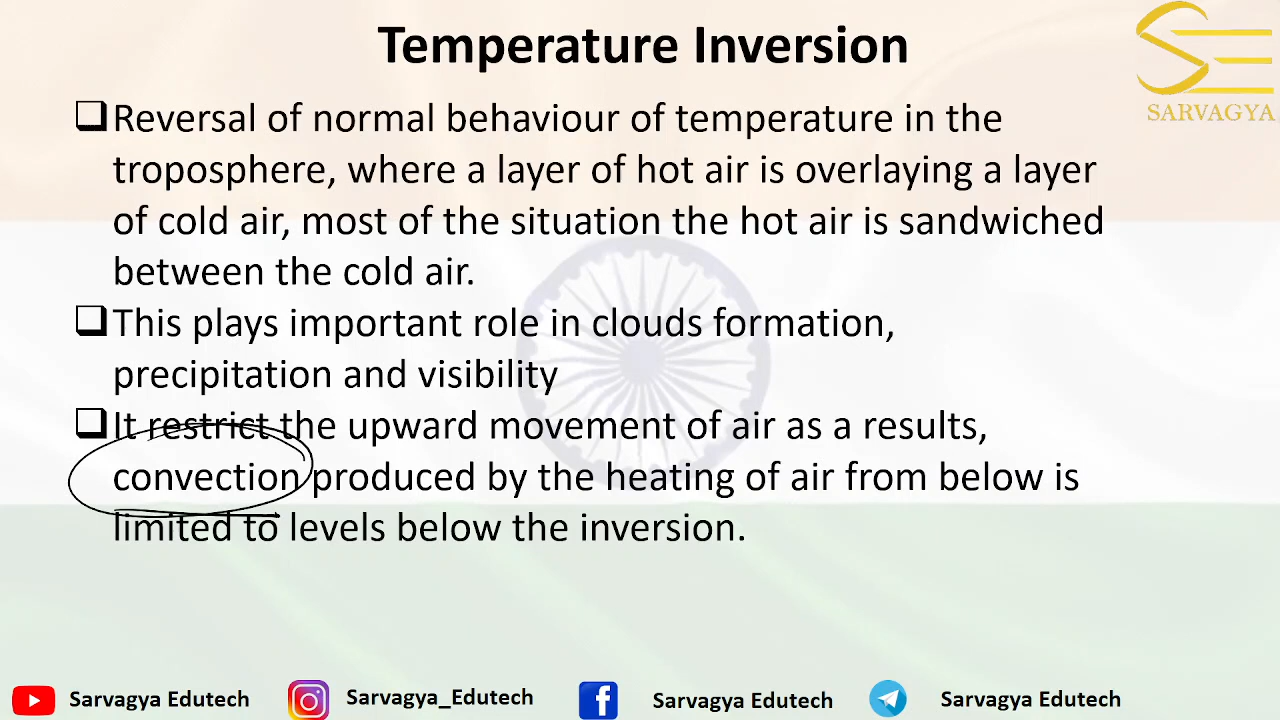 Temperature Inversion
SARVAGYA
Reversal of normal behaviour of temperature in the
troposphere, where a layer of hot air is overlaying a layer
of cold air, most of the situation the hot air is sandwiched
between the cold air.
This plays important role in clouds formation,
precipitation and visibility
It restrict the upward movement of air as a results,
convection produced by the heating of air from below is
limited to levels below the inversion.
Sarvagya Edutech Sarvagya_Edutech Sarvagya Edutech Sarvagya Edutech